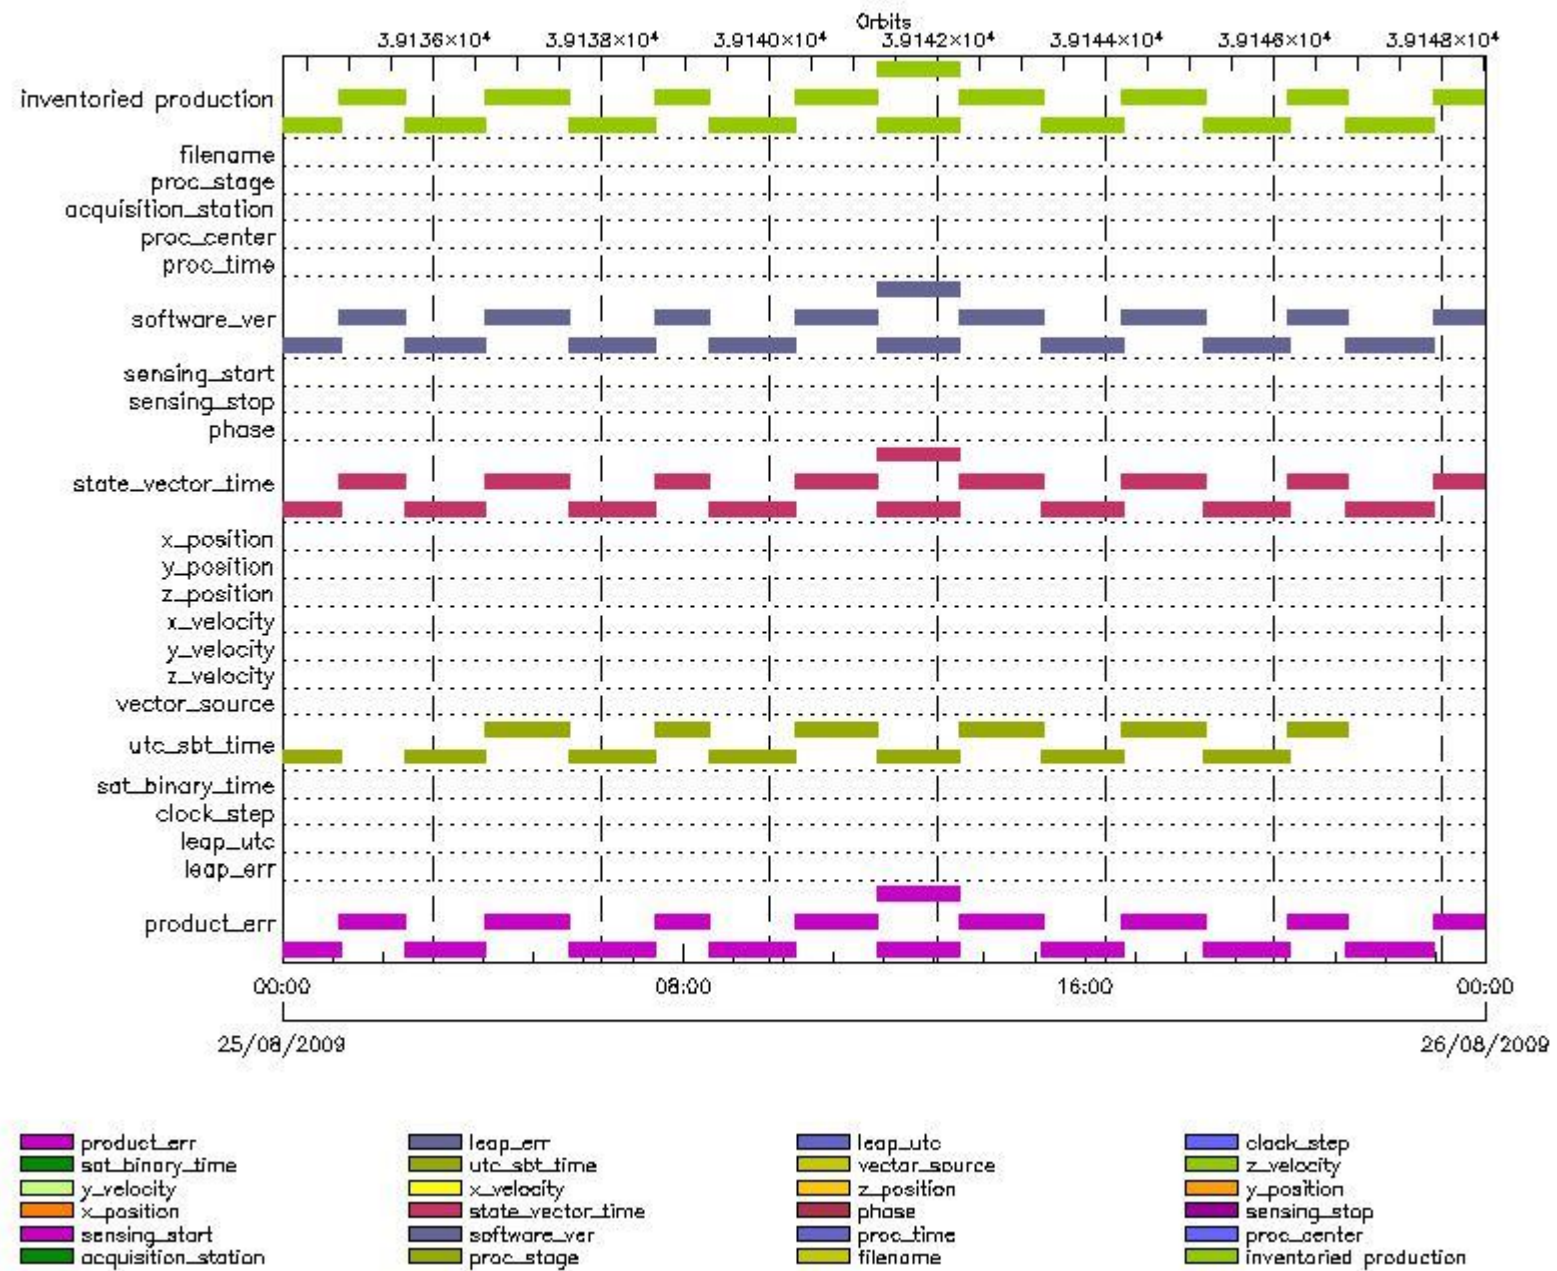 Orbits
3.9136×10⁴ 3.9138×10⁴ 3.9140×10⁴ 3.9142×10⁴ 3.9144×10⁴ 3.9146×10⁴ 3.9148×10⁴
inventoried production
filename
proc_stage
acquisition_station
proc_center
proc_time
software_ver
sensing_start
sensing_stop
phase
state_vector_time
x_position
y_position
z_position
x_velocity
y_velocity
z_velocity
vector_source
utc_sbt_time
sat_binary_time
clock_step
leap_utc
leap_err
product_err
00:00 08:00 16:00 00:00
25/08/2009 26/08/2009
product_err leap_err leap_utc clock_step
sat_binary_time utc_sbt_time vector_source z_velocity
y_velocity x_velocity z_position y_position
x_position state_vector_time phase sensing_stop
sensing_start software_ver proc_time proc_center
acquisition_station proc_stage filename inventoried production